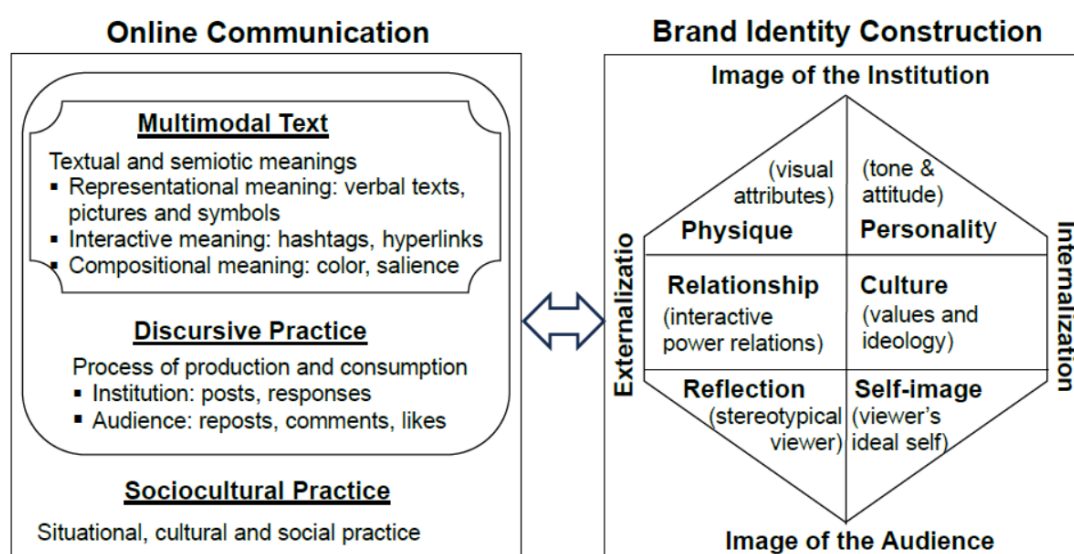 Online Communication
Multimodal Text
Textual and semiotic meanings
▪ Representational meaning: verbal texts,
pictures and symbols
▪ Interactive meaning: hashtags, hyperlinks
▪ Compositional meaning: color, salience
Discursive Practice
Process of production and consumption
▪ Institution: posts, responses
▪ Audience: reposts, comments, likes
Sociocultural Practice
Situational, cultural and social practice
Brand Identity Construction
Image of the Institution
Externalizatio
(visual
attributes)
Physique
(tone &
attitude)
Personality
Relationship
(interactive
power relations)
Culture
(values and
ideology)
Reflection
(stereotypical
viewer)
Self-image
(viewer's
ideal self)
Internalization
Image of the Audience